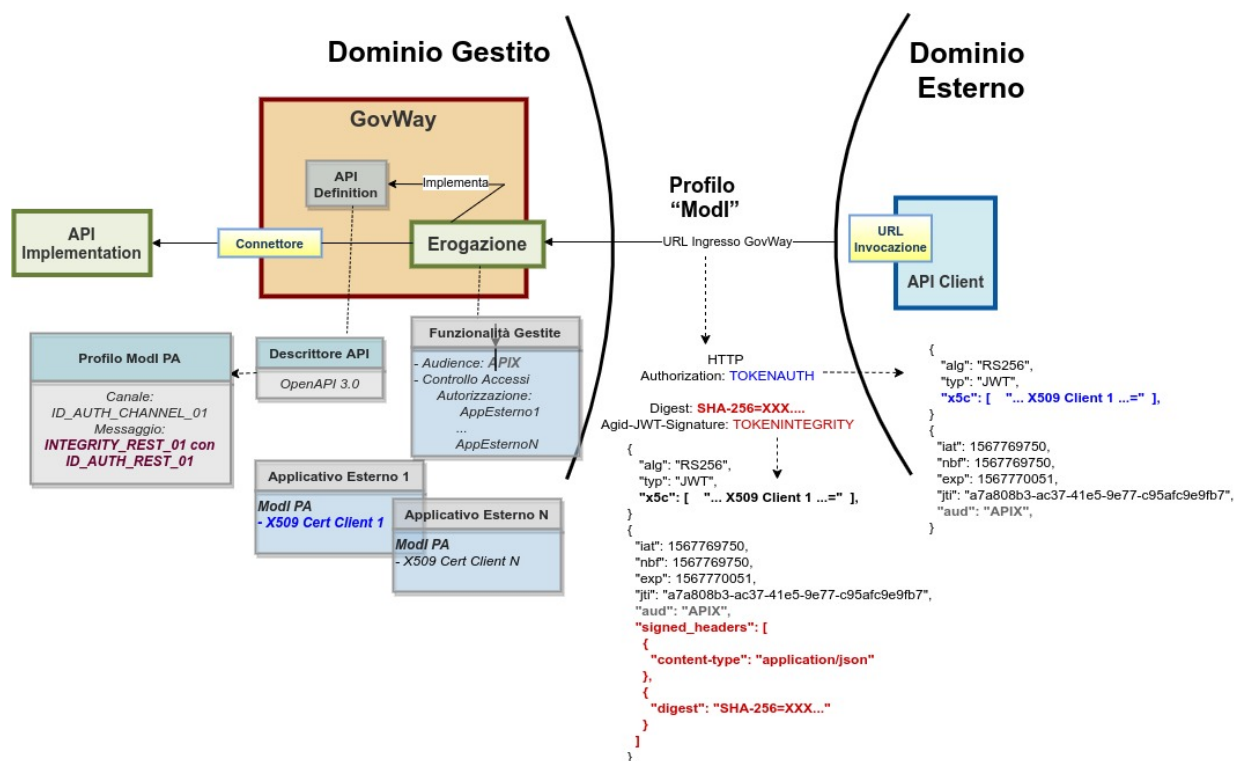 Dominio Gestito
Dominio
Esterno
GovWay
API
Definition
Implementa
Profilo
“ModI”
API
Implementation
Connettore
Erogazione
URL Ingresso GovWay
URL
Invocazione
API Client
Profilo ModI PA
Canale:
ID_AUTH_CHANNEL_01
Messaggio:
INTEGRITY_REST_01 con
ID_AUTH_REST_01
Descrittore API
OpenAPI 3.0
Funzionalità Gestite
- Audience: APIX
- Controllo Accessi
Autorizzazione:
AppEsterno1
...
AppEsternoN
Applicativo Esterno 1
ModI PA
- X509 Cert Client 1
Applicativo Esterno N
ModI PA
- X509 Cert Client N
HTTP
Authorization: TOKENAUTH
Digest: SHA-256=XXX....
Agid-JWT-Signature: TOKENINTEGRITY
{
"alg": "RS256",
"typ": "JWT",
"x5c": [ "... X509 Client 1 ...=" ],
}
{
"iat": 1567769750,
"nbf": 1567769750,
"exp": 1567770051,
"jti": "a7a808b3-ac37-41e5-9e77-c95afc9e9fb7",
"aud": "APIX",
"signed_headers": [
{
"content-type": "application/json"
},
{
"digest": "SHA-256=XXX..."
}
]
}
{
"alg": "RS256",
"typ": "JWT",
"x5c": [ "... X509 Client 1 ...=" ],
}
{
"iat": 1567769750,
"nbf": 1567769750,
"exp": 1567770051,
"jti": "a7a808b3-ac37-41e5-9e77-c95afc9e9fb7",
"aud": "APIX",
}